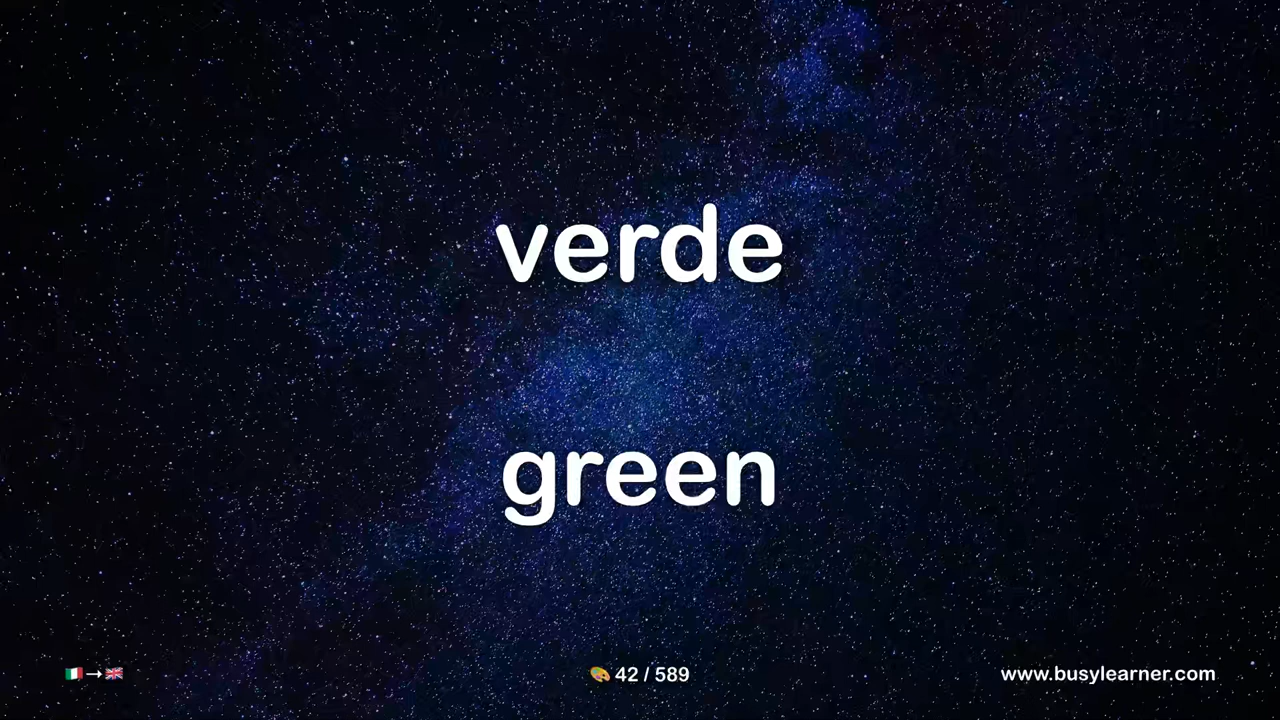 verde
green
🇮🇹→🇬🇧 🎨 42 / 589 www.busylearner.com